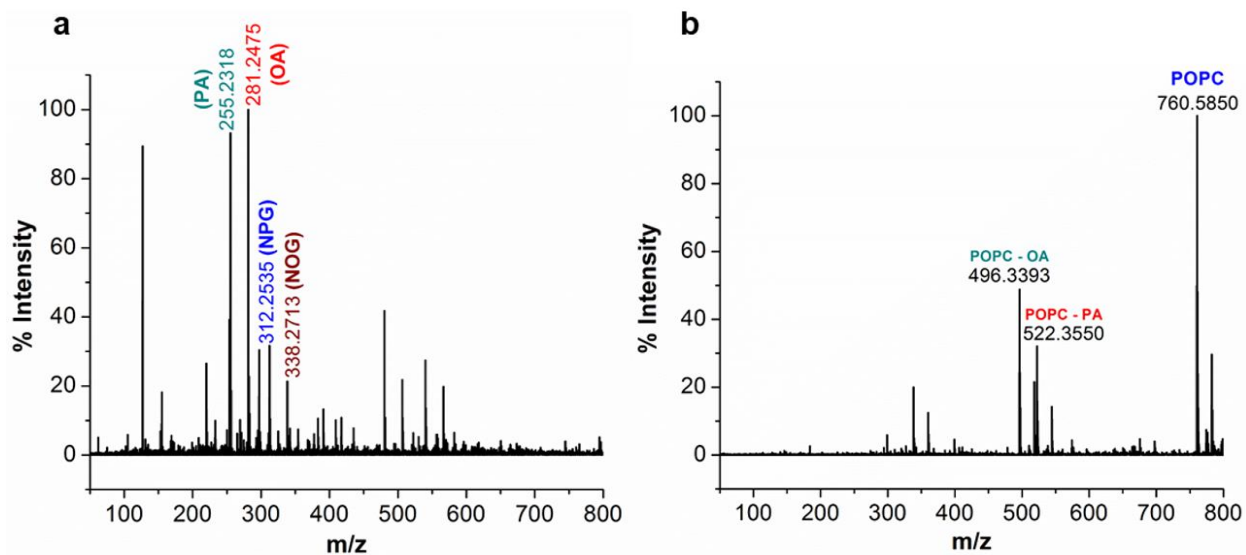 a
(PA)
255.2318
281.2475
(OA)
312.2535 (NPG)
338.2713 (NOG)
% Intensity
100
80
60
40
20
0
100 200 300 400 500 600 700 800
m/z
b
POPC
760.5850
POPC - OA
496.3393
POPC - PA
522.3550
% Intensity
100
80
60
40
20
0
100 200 300 400 500 600 700 800
m/z